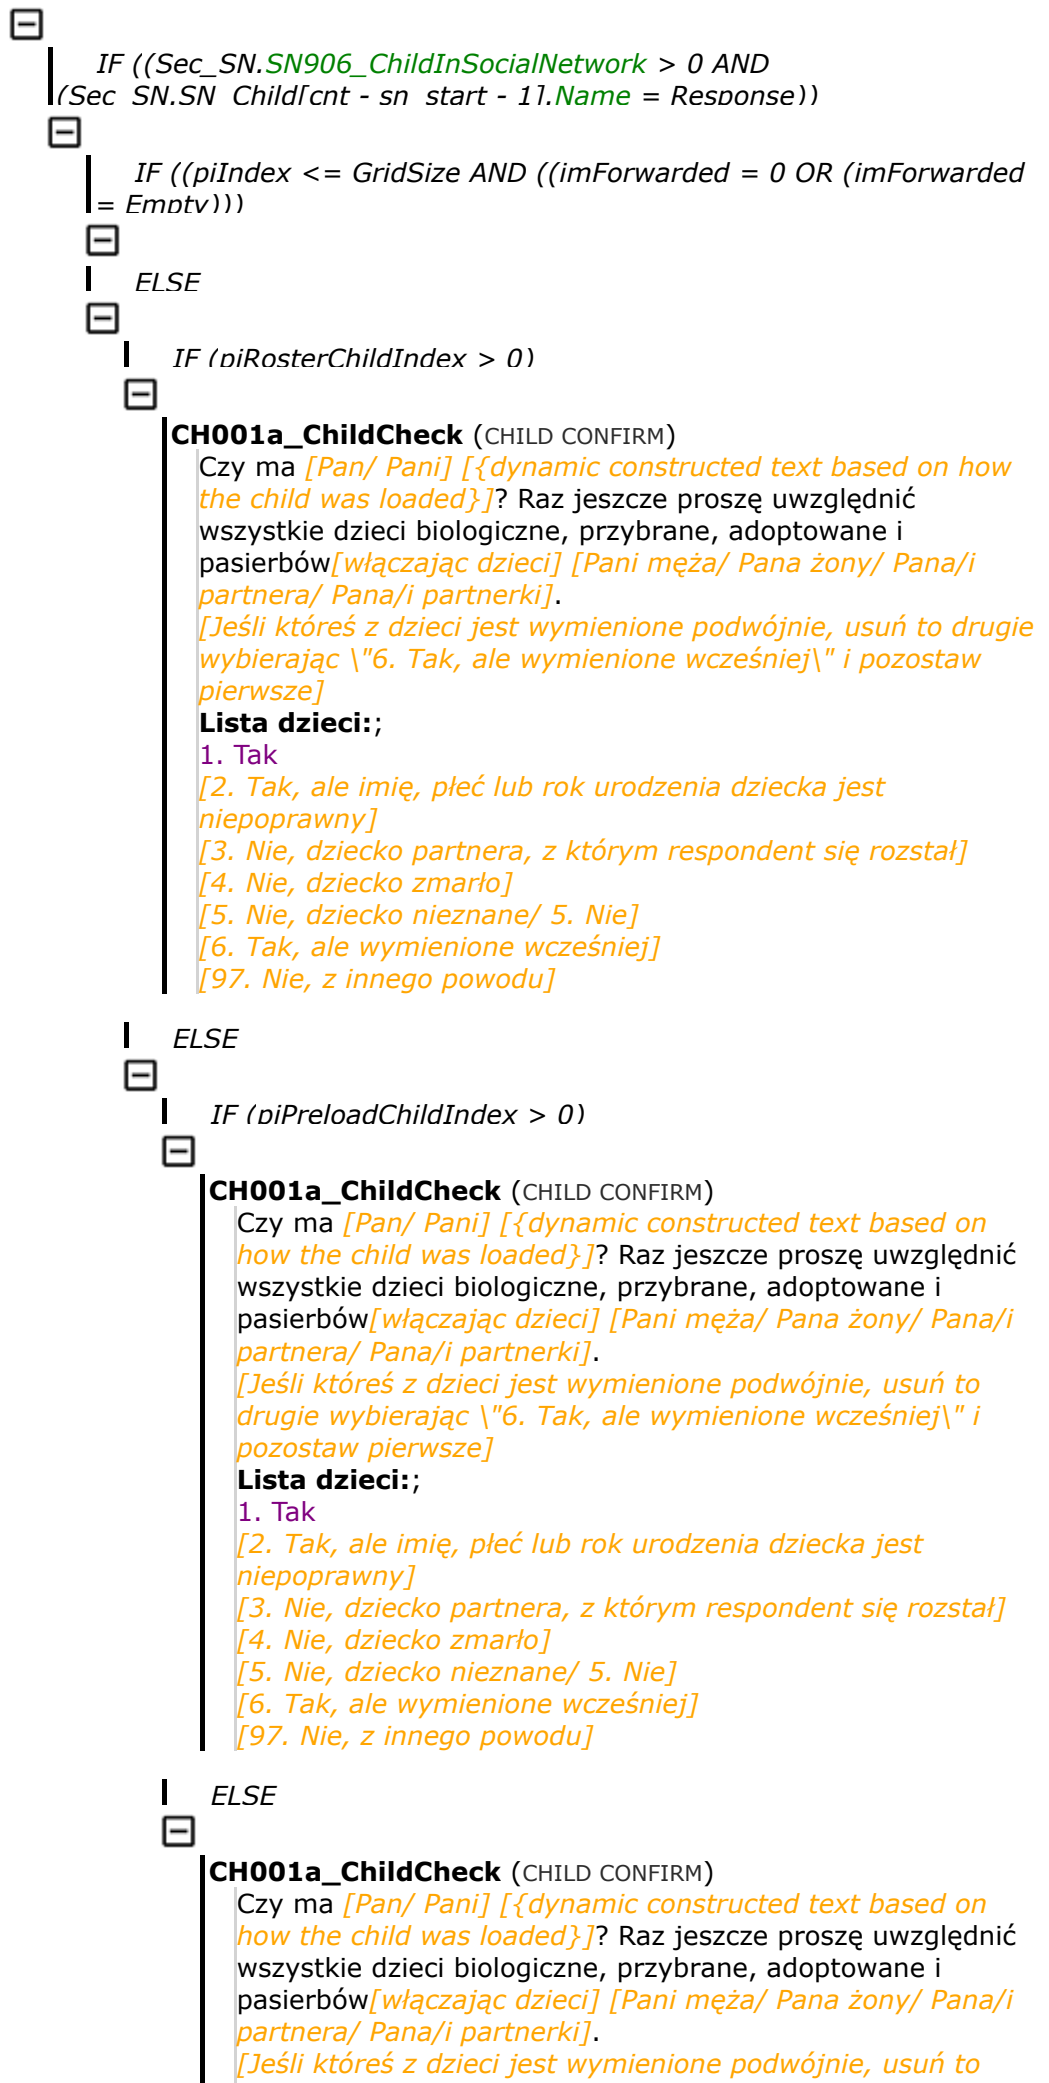 IF ((Sec_SN.SN906_ChildInSocialNetwork > 0 AND
(Sec_SN.SN_Child[cnt - sn_start - 1].Name = Response))
IF ((piIndex <= GridSize AND ((imForwarded = 0 OR (imForwarded
= Empty)))
ELSE
IF (piRosterChildIndex > 0)
CH001a_ChildCheck (CHILD CONFIRM)
Czy ma [Pan/ Pani] [{dynamic constructed text based on how
the child was loaded}]? Raz jeszcze proszę uwzględnić
wszystkie dzieci biologiczne, przybrane, adoptowane i
pasierbów[włączając dzieci] [Pani męża/ Pana żony/ Pana/i
partnera/ Pana/i partnerki].
[Jeśli któreś z dzieci jest wymienione podwójnie, usuń to drugie
wybierając \"6. Tak, ale wymienione wcześniej\" i pozostaw
pierwsze]
Lista dzieci:;
1. Tak
[2. Tak, ale imię, płeć lub rok urodzenia dziecka jest
niepoprawny]
[3. Nie, dziecko partnera, z którym respondent się rozstał]
[4. Nie, dziecko zmarło]
[5. Nie, dziecko nieznane/ 5. Nie]
[6. Tak, ale wymienione wcześniej]
[97. Nie, z innego powodu]
ELSE
IF (piPreloadChildIndex > 0)
CH001a_ChildCheck (CHILD CONFIRM)
Czy ma [Pan/ Pani] [{dynamic constructed text based on
how the child was loaded}]? Raz jeszcze proszę uwzględnić
wszystkie dzieci biologiczne, przybrane, adoptowane i
pasierbów[włączając dzieci] [Pani męża/ Pana żony/ Pana/i
partnera/ Pana/i partnerki].
[Jeśli któreś z dzieci jest wymienione podwójnie, usuń to
drugie wybierając \"6. Tak, ale wymienione wcześniej\" i
pozostaw pierwsze]
Lista dzieci:;
1. Tak
[2. Tak, ale imię, płeć lub rok urodzenia dziecka jest
niepoprawny]
[3. Nie, dziecko partnera, z którym respondent się rozstał]
[4. Nie, dziecko zmarło]
[5. Nie, dziecko nieznane/ 5. Nie]
[6. Tak, ale wymienione wcześniej]
[97. Nie, z innego powodu]
ELSE
CH001a_ChildCheck (CHILD CONFIRM)
Czy ma [Pan/ Pani] [{dynamic constructed text based on
how the child was loaded}]? Raz jeszcze proszę uwzględnić
wszystkie dzieci biologiczne, przybrane, adoptowane i
pasierbów[włączając dzieci] [Pani męża/ Pana żony/ Pana/i
partnera/ Pana/i partnerki].
[Jeśli któreś z dzieci jest wymienione podwójnie, usuń to